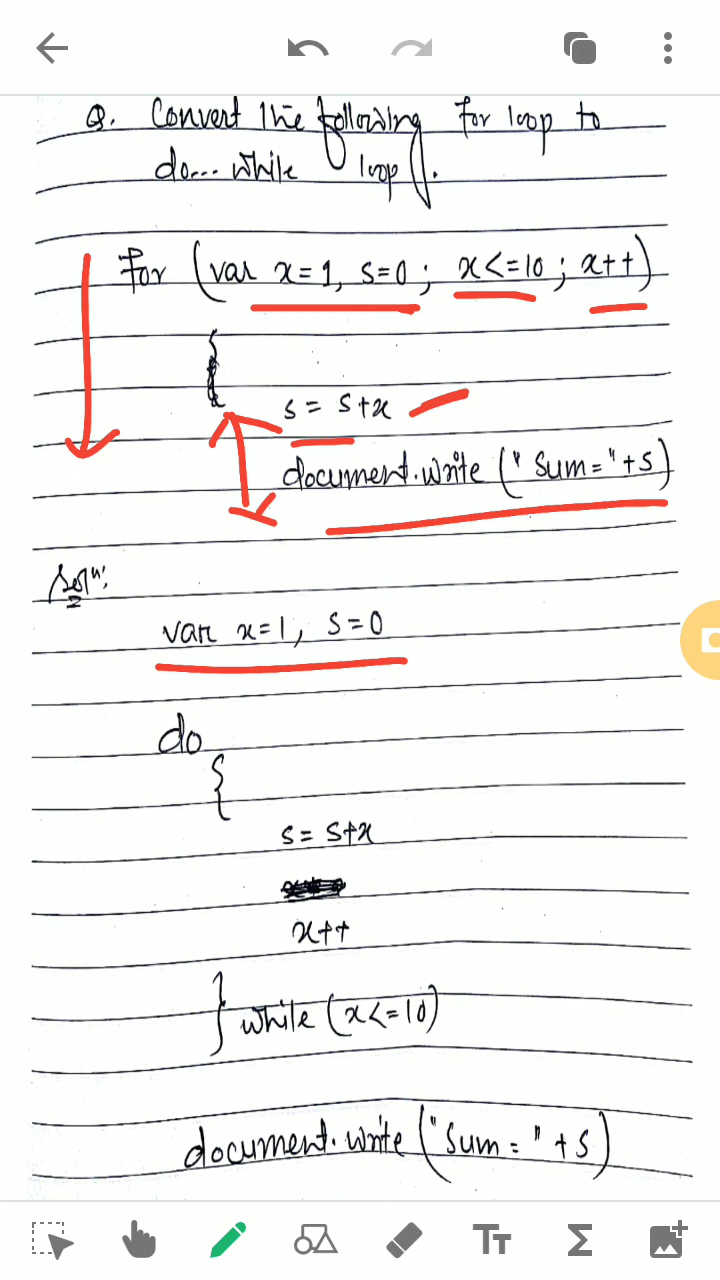 Q. Convert the following for loop to
do... while loop.
for (var x=1, s=0; x<=10; x++)
{
s = s+x
document.write ("Sum="+s)
Solⁿ:
var x=1, s=0
do
{
s = s+x
x++
} while (x<=10)
document.write ("Sum = " + s)
TT
Σ